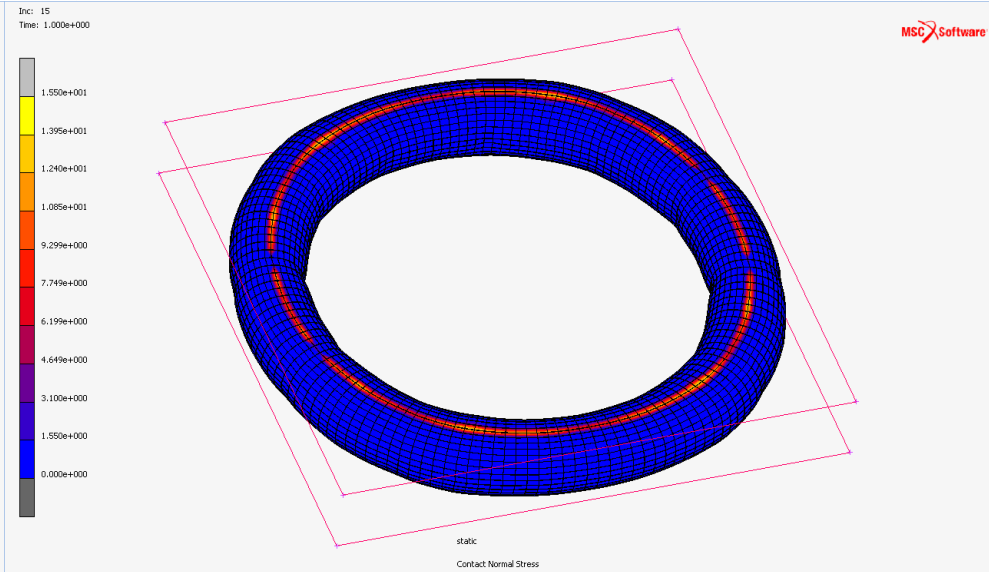 Inc: 15
Time: 1.000e+000
MSC Software
1.550e+001
1.395e+001
1.240e+001
1.085e+001
9.299e+000
7.749e+000
6.199e+000
4.649e+000
3.100e+000
1.550e+000
0.000e+000
static
Contact Normal Stress